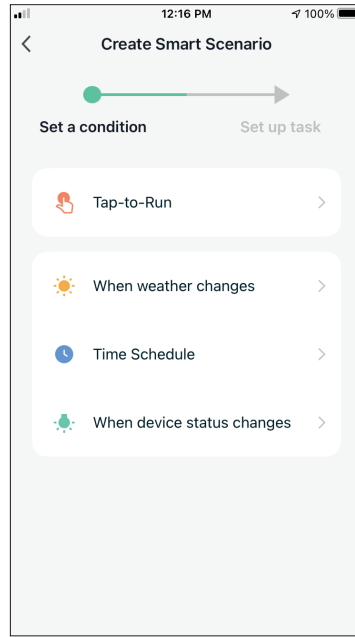 12:16 PM
100%
Create Smart Scenario
Set a condition
Set up task
Tap-to-Run
When weather changes
Time Schedule
When device status changes